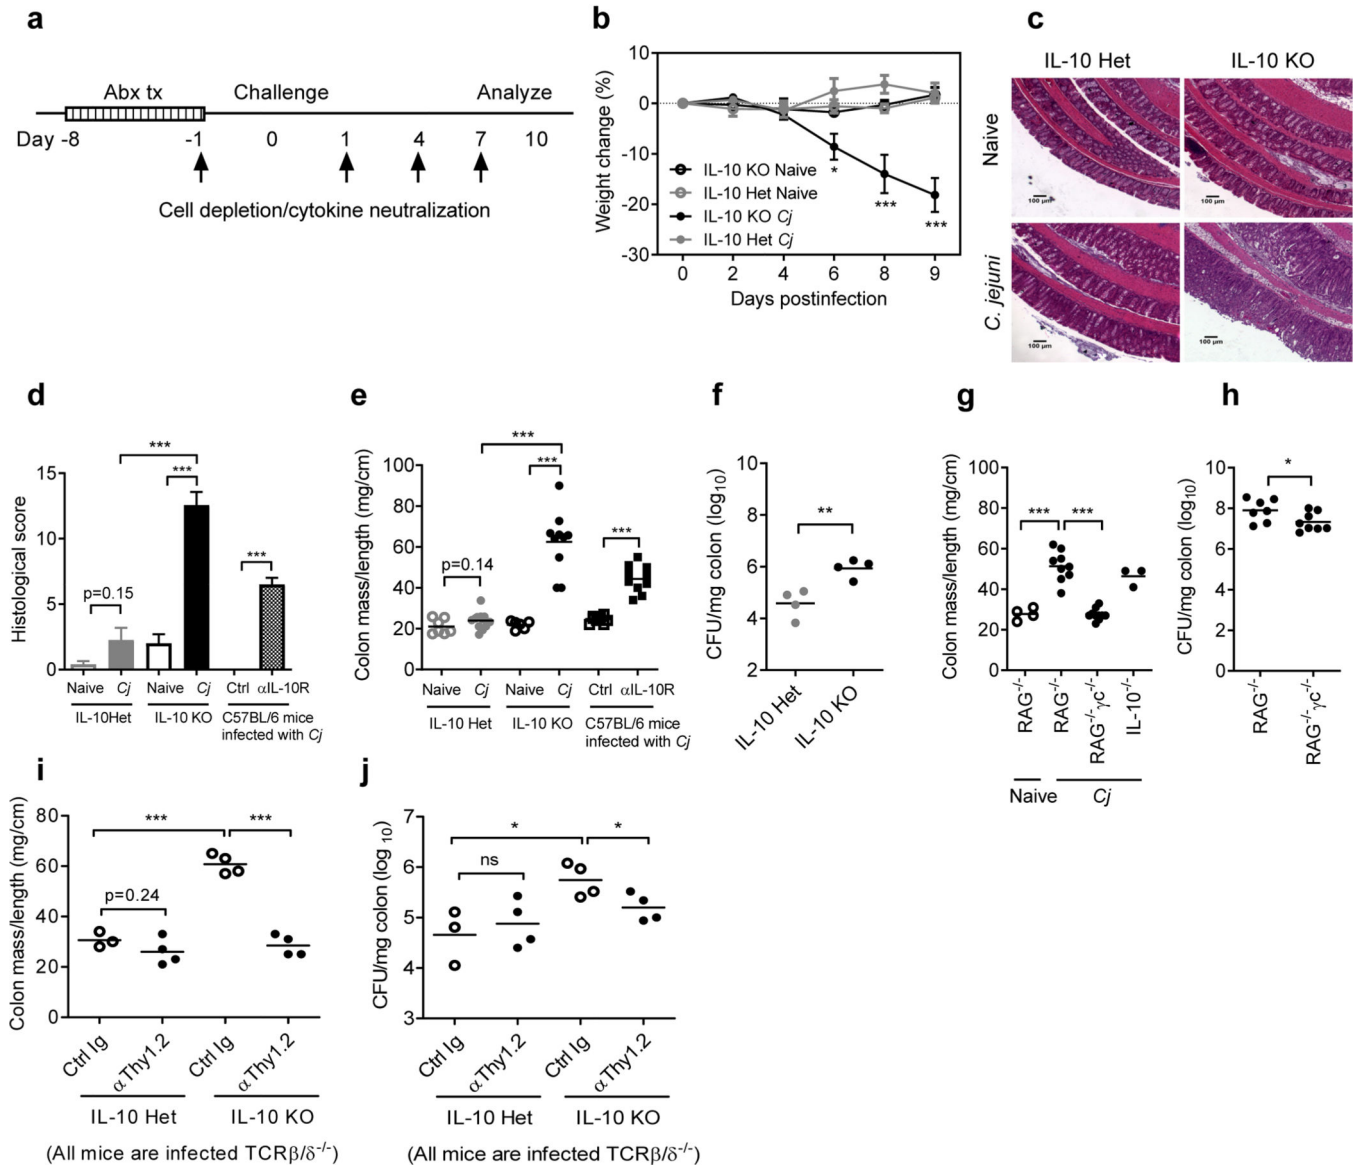 a
Abx tx Challenge Analyze
Day -8 -1 0 1 4 7 10
Cell depletion/cytokine neutralization
b
Weight change (%)
10
0
-10
-20
-30
IL-10 KO Naive
IL-10 Het Naive
IL-10 KO Cj
IL-10 Het Cj
*
***
***
0 2 4 6 8 9
Days postinfection
c
IL-10 Het IL-10 KO
Naive
C. jejuni
100 µm
100 µm
100 µm
100 µm
d
Histological score
15
10
5
0
***
***
***
p=0.15
Naive Cj Naive Cj Ctrl αIL-10R
IL-10Het IL-10 KO C57BL/6 mice
infected with Cj
e
Colon mass/length (mg/cm)
100
80
60
40
20
0
***
***
***
p=0.14
Naive Cj Naive Cj Ctrl αIL-10R
IL-10 Het IL-10 KO C57BL/6 mice
infected with Cj
f
CFU/mg colon (log10)
10
8
6
4
2
**
IL-10 Het IL-10 KO
g
Colon mass/length (mg/cm)
100
80
60
40
20
0
*** ***
RAG-/- RAG-/- RAG-/-γc-/- IL-10-/-
Naive Cj
h
CFU/mg colon (log10)
10
8
6
4
2
0
*
RAG-/- RAG-/-γc-/-
i
Colon mass/length (mg/cm)
80
60
40
20
0
*** ***
p=0.24
Ctrl Ig αThy1.2 Ctrl Ig αThy1.2
IL-10 Het IL-10 KO
(All mice are infected TCRβ/δ-/-)
j
CFU/mg colon (log 10)
7
6
5
4
3
* *
ns
Ctrl Ig αThy1.2 Ctrl Ig αThy1.2
IL-10 Het IL-10 KO
(All mice are infected TCRβ/δ-/-)